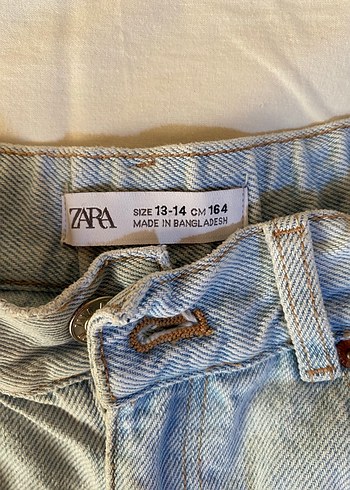 ZARA
SIZE 13-14 CM 164
MADE IN BANGLADESH